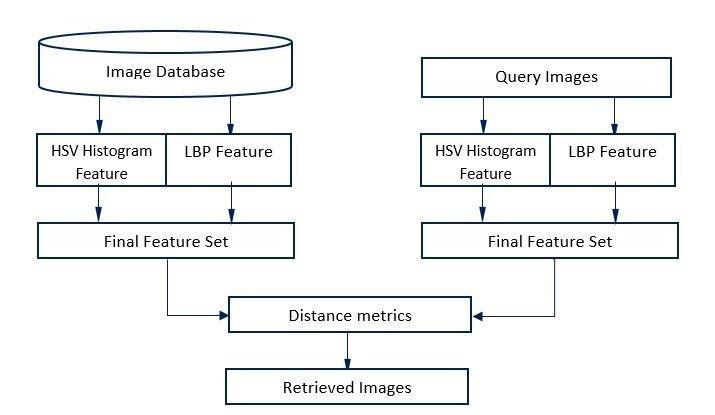 Image Database
Query Images
HSV Histogram
Feature
LBP Feature
HSV Histogram
Feature
LBP Feature
Final Feature Set
Final Feature Set
Distance metrics
Retrieved Images